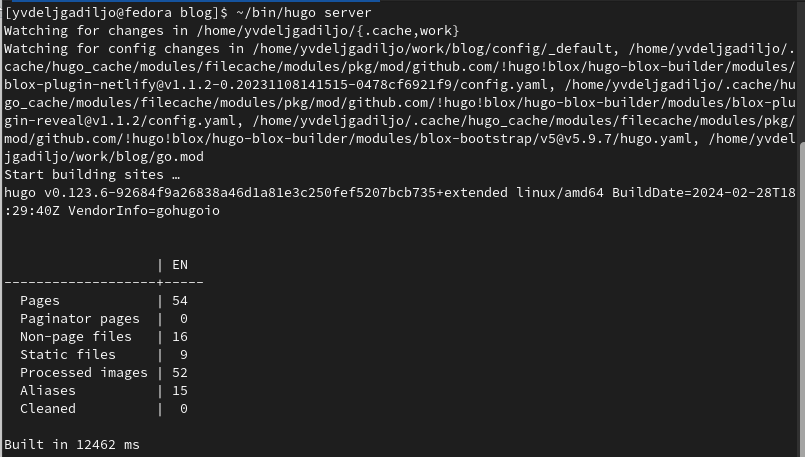 [yvdeljgadiljo@fedora blog]$ ~/bin/hugo server
Watching for changes in /home/yvdeljgadiljo/{.cache,work}
Watching for config changes in /home/yvdeljgadiljo/work/blog/config/_default, /home/yvdeljgadiljo/.
cache/hugo_cache/modules/filecache/modules/pkg/mod/github.com/!hugo!blox/hugo-blox-builder/modules/
blox-plugin-netlify@v1.1.2-0.20231108141515-0478cf6921f9/config.yaml, /home/yvdeljgadiljo/.cache/hu
go_cache/modules/filecache/modules/pkg/mod/github.com/!hugo!blox/hugo-blox-builder/modules/blox-plu
gin-reveal@v1.1.2/config.yaml, /home/yvdeljgadiljo/.cache/hugo_cache/modules/filecache/modules/pkg/
mod/github.com/!hugo!blox/hugo-blox-builder/modules/blox-bootstrap/v5@v5.9.7/hugo.yaml, /home/yvdel
jgadiljo/work/blog/go.mod
Start building sites …
hugo v0.123.6-92684f9a26838a46d1a81e3c250fef5207bcb735+extended linux/amd64 BuildDate=2024-02-28T18
:29:40Z VendorInfo=gohugoio
                   | EN
-------------------+-----
  Pages            | 54
  Paginator pages  |  0
  Non-page files   | 16
  Static files     |  9
  Processed images | 52
  Aliases          | 15
  Cleaned          |  0
Built in 12462 ms